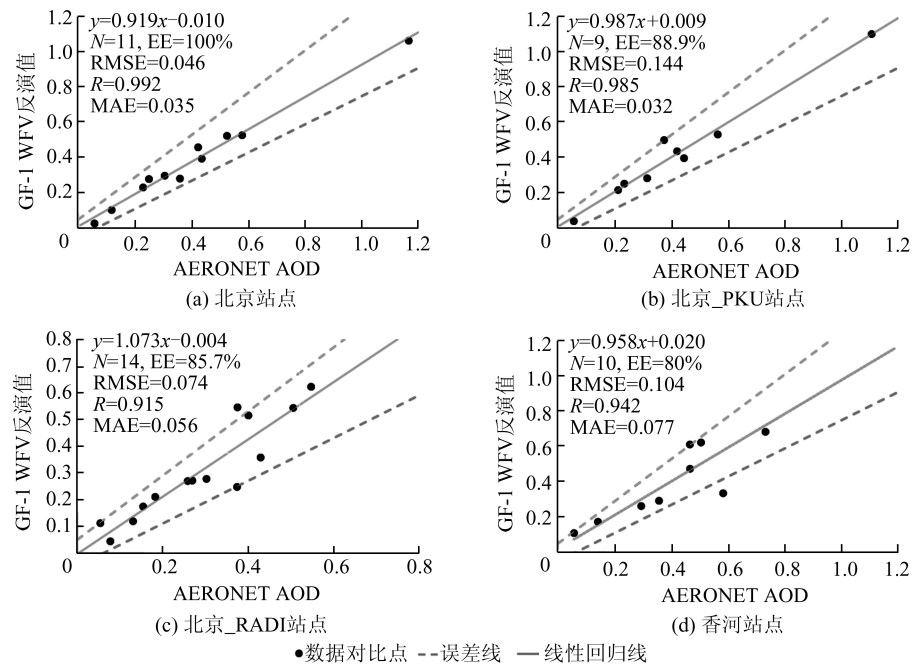 GF-1 WFV反演值
1.2
1.0
0.8
0.6
0.4
0.2
0
y=0.919x−0.010
N=11, EE=100%
RMSE=0.046
R=0.992
MAE=0.035
0.2 0.4 0.6 0.8 1.0 1.2
AERONET AOD
(a) 北京站点
GF-1 WFV反演值
1.2
1.0
0.8
0.6
0.4
0.2
0
y=0.987x+0.009
N=9, EE=88.9%
RMSE=0.144
R=0.985
MAE=0.032
0.2 0.4 0.6 0.8 1.0 1.2
AERONET AOD
(b) 北京_PKU站点
GF-1 WFV反演值
0.8
0.7
0.6
0.5
0.4
0.3
0.2
0.1
y=1.073x−0.004
N=14, EE=85.7%
RMSE=0.074
R=0.915
MAE=0.056
0 0.2 0.4 0.6 0.8
AERONET AOD
(c) 北京_RADI站点
GF-1 WFV反演值
1.2
1.0
0.8
0.6
0.4
0.2
0
y=0.958x+0.020
N=10, EE=80%
RMSE=0.104
R=0.942
MAE=0.077
0.2 0.4 0.6 0.8 1.0 1.2
AERONET AOD
(d) 香河站点
数据对比点 误差线 线性回归线